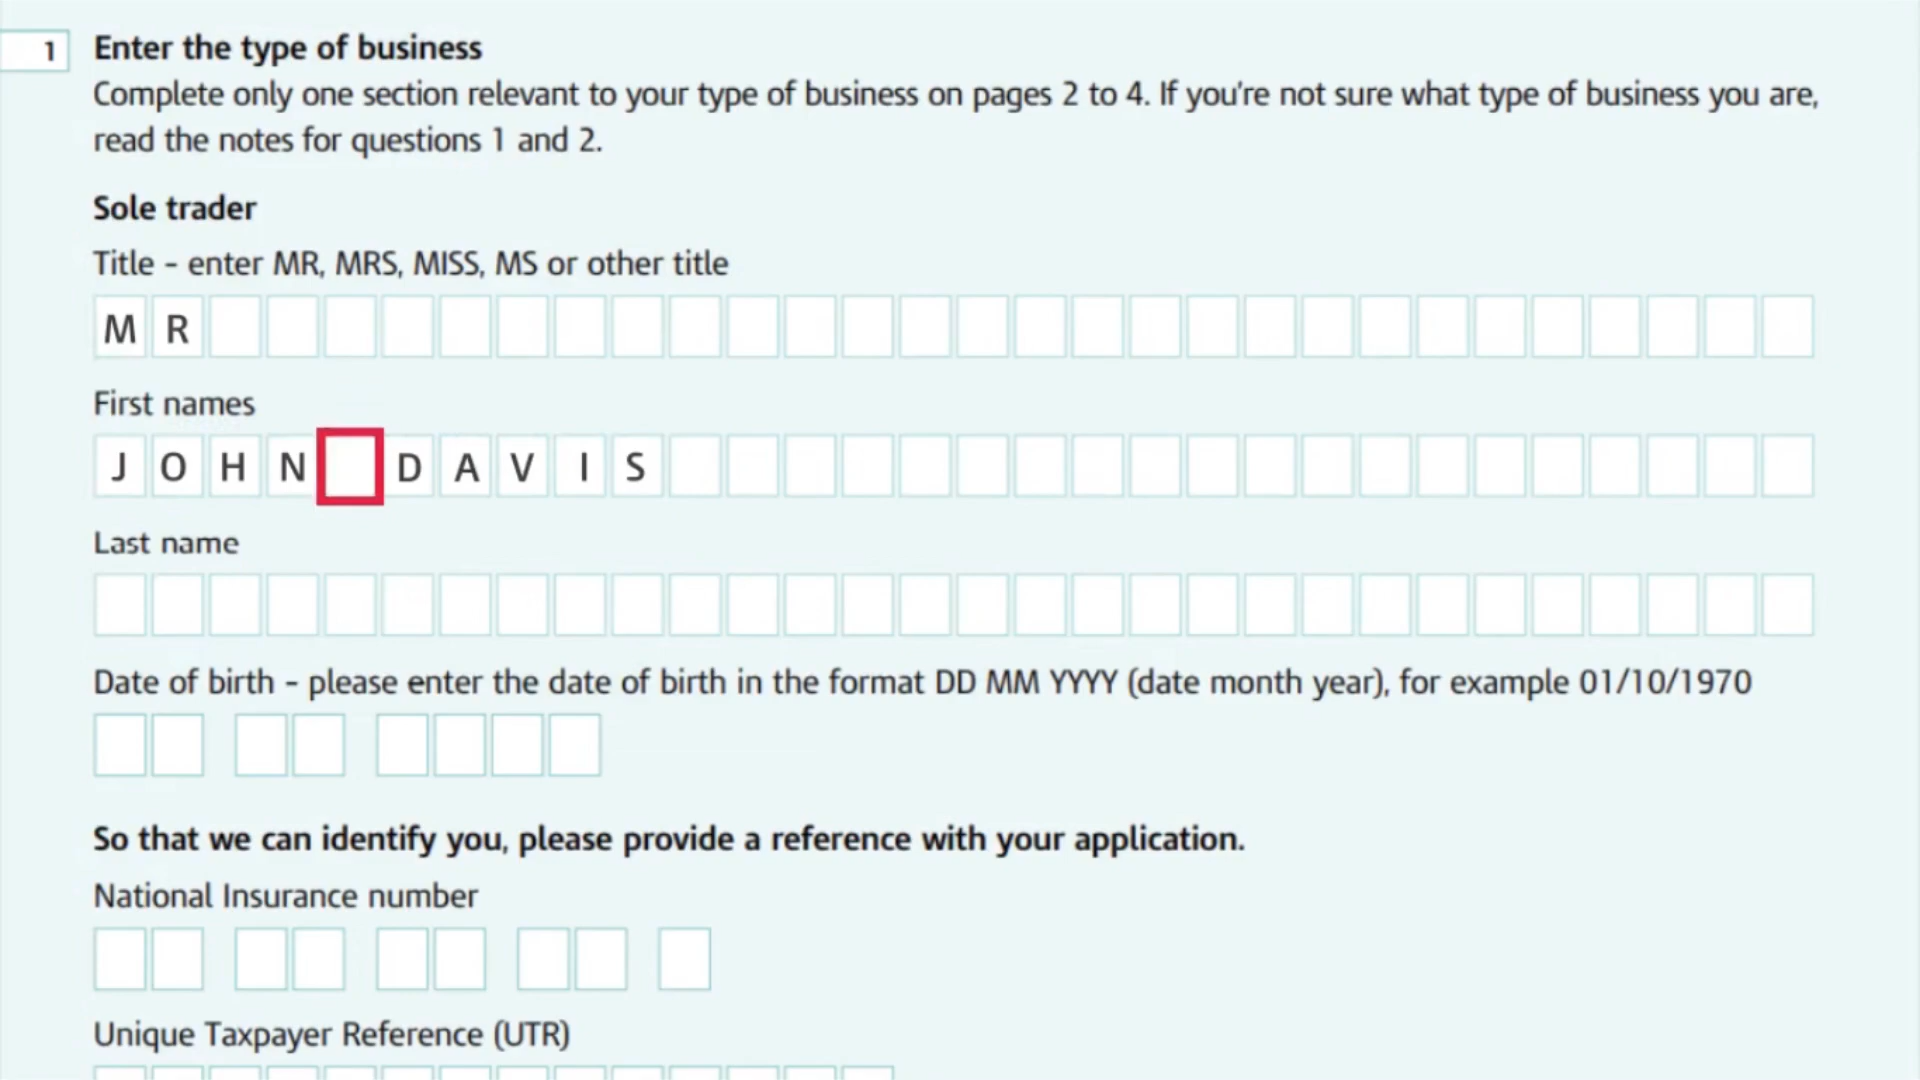 1 Enter the type of business
Complete only one section relevant to your type of business on pages 2 to 4. If you're not sure what type of business you are,
read the notes for questions 1 and 2.
Sole trader
Title – enter MR, MRS, MISS, MS or other title
MR
First names
JOHN DAVIS
Last name
Date of birth – please enter the date of birth in the format DD MM YYYY (date month year), for example 01/10/1970
So that we can identify you, please provide a reference with your application.
National Insurance number
Unique Taxpayer Reference (UTR)